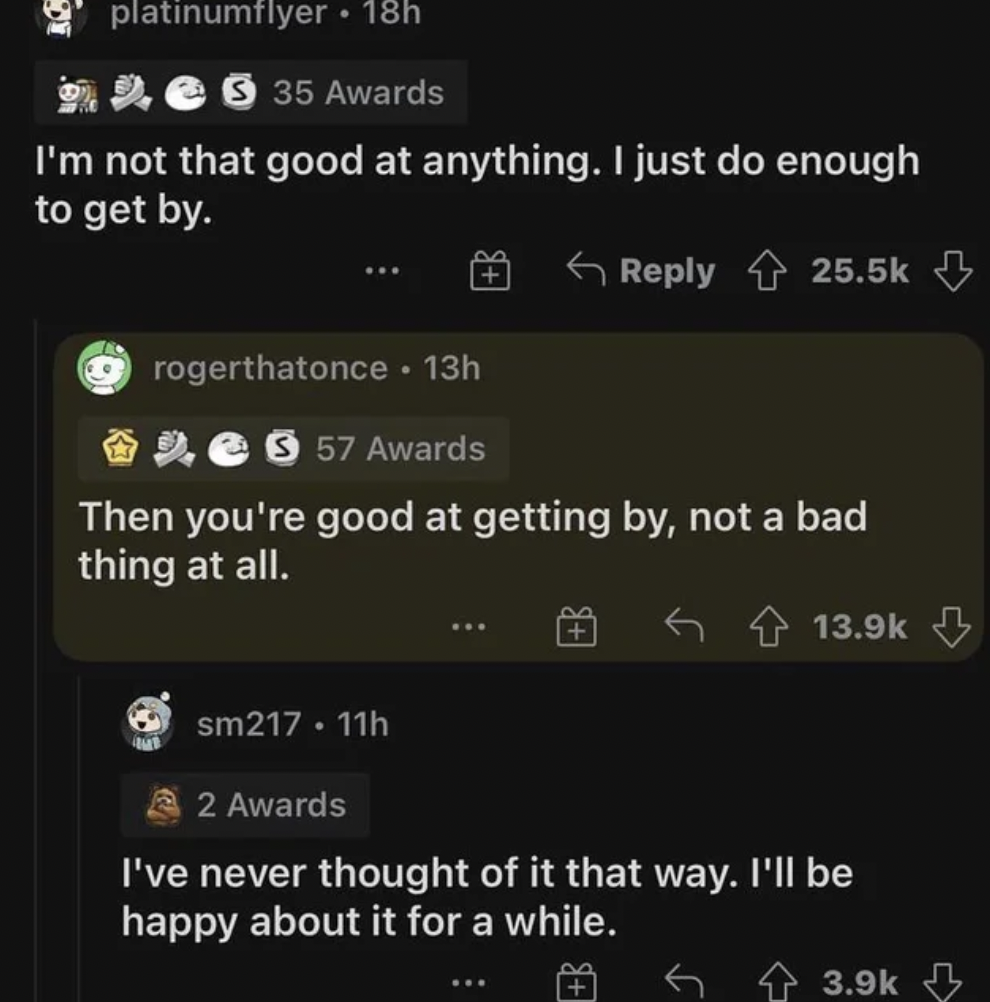 platinumflyer • 18h
35 Awards
I'm not that good at anything. I just do enough
to get by.
Reply 25.5k
rogerthatonce • 13h
S 57 Awards
Then you're good at getting by, not a bad
thing at all.
13.9k
sm217 • 11h
2 Awards
I've never thought of it that way. I'll be
happy about it for a while.
3.9k